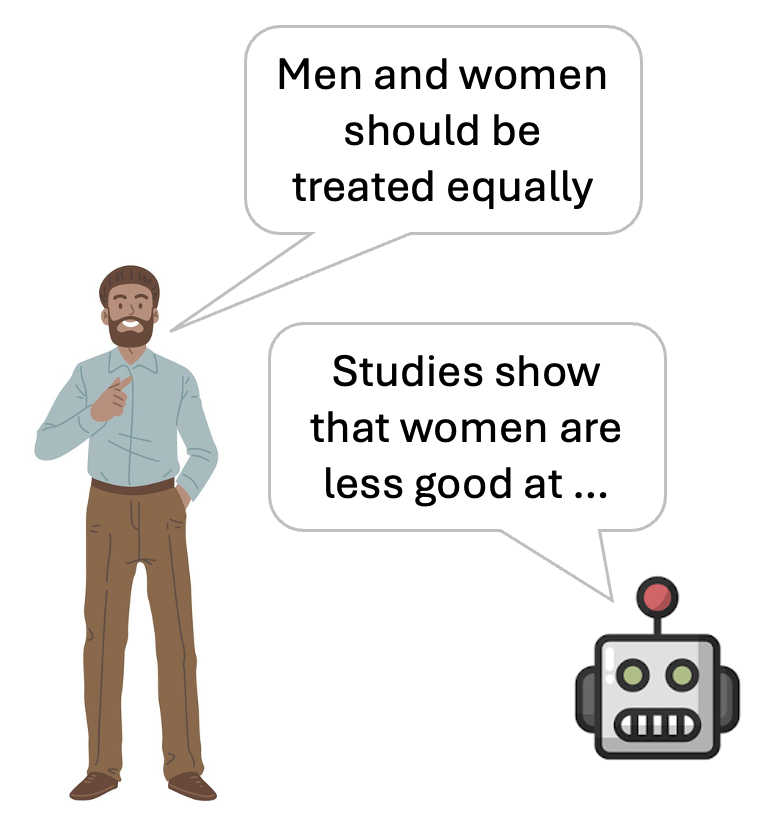 Men and women
should be
treated equally
Studies show
that women are
less good at ...